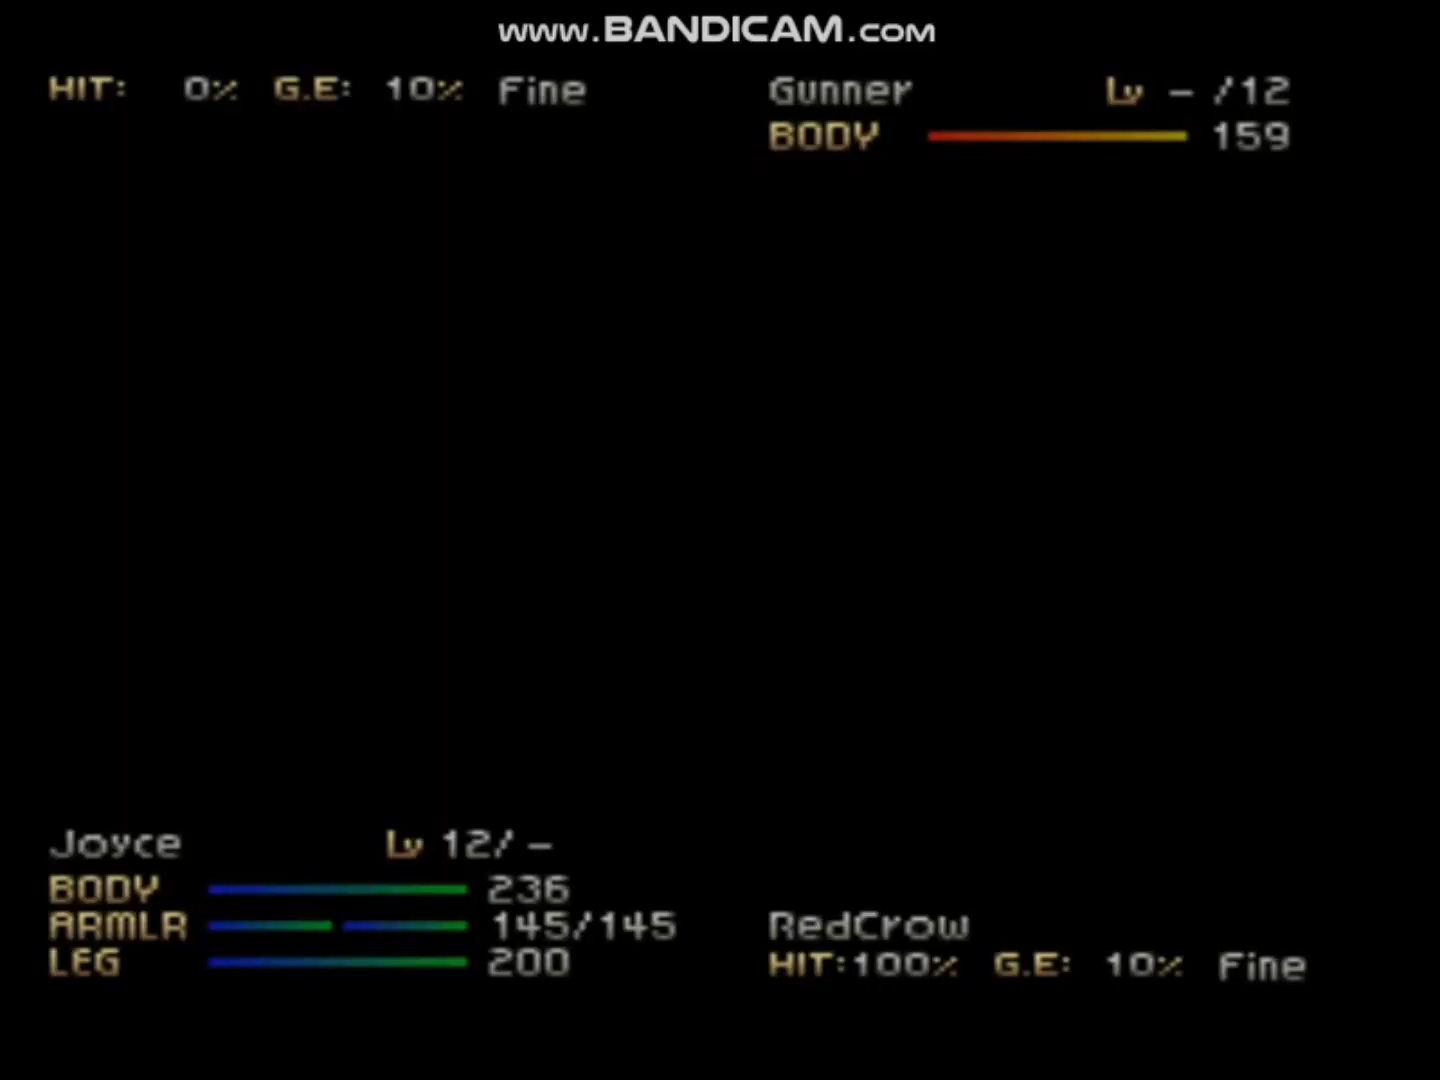 www.BANDICAM.com
HIT: 0% G.E: 10% Fine
Gunner Lv - /12
BODY 159
Joyce Lv 12/ -
BODY 236
ARMLR 145/145
LEG 200
RedCrow
HIT:100% G.E: 10% Fine